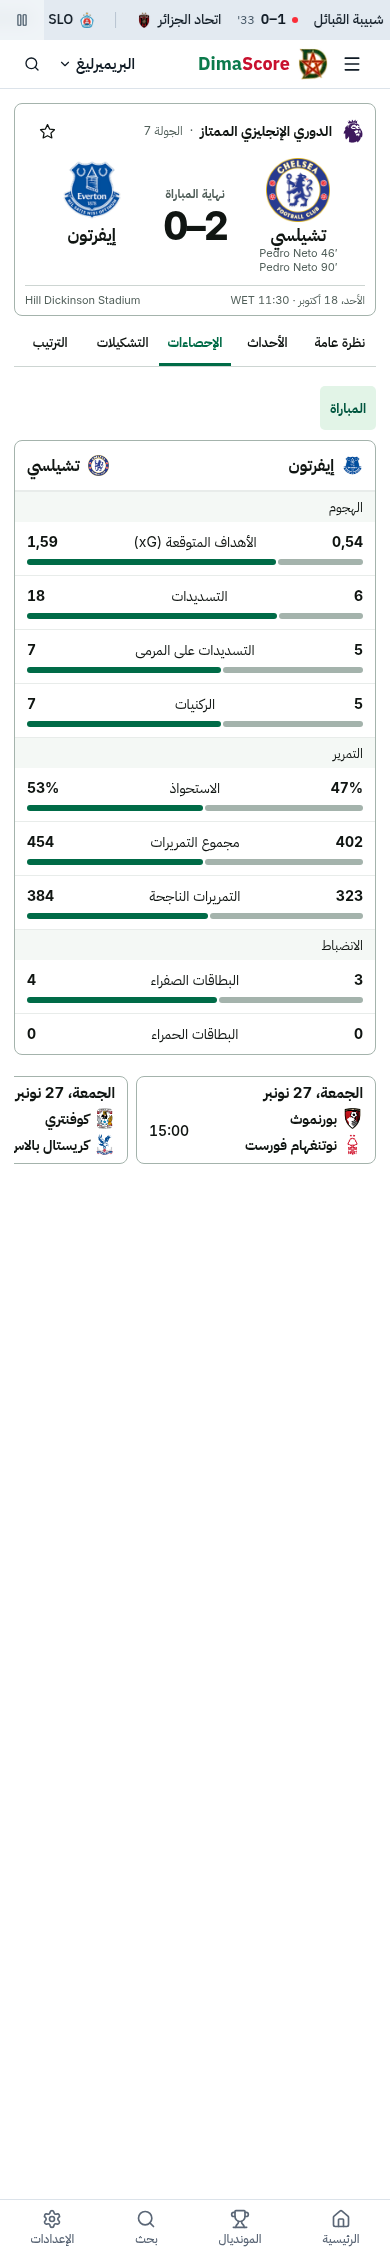 شبيبة القبائل 0–1 33' اتحاد الجزائر SLO
DimaScore البريميرليغ
الدوري الإنجليزي الممتاز · الجولة 7
نهاية المباراة
0–2
تشيلسي
إيفرتون
Pedro Neto 46'
Pedro Neto 90'
الأحد، 18 أكتوبر · 11:30 WET
Hill Dickinson Stadium
نظرة عامة الأحداث الإحصاءات التشكيلات الترتيب
المباراة
إيفرتون تشيلسي
الهجوم
0,54 الأهداف المتوقعة (xG) 1,59
6 التسديدات 18
5 التسديدات على المرمى 7
5 الركنيات 7
التمرير
47% الاستحواذ 53%
402 مجموع التمريرات 454
323 التمريرات الناجحة 384
الانضباط
3 البطاقات الصفراء 4
0 البطاقات الحمراء 0
الجمعة، 27 نونبر
بورنموث
نوتنغهام فورست
15:00
الجمعة، 27 نونبر
كوفنتري
كريستال بالاس
الرئيسية المونديال بحث الإعدادات